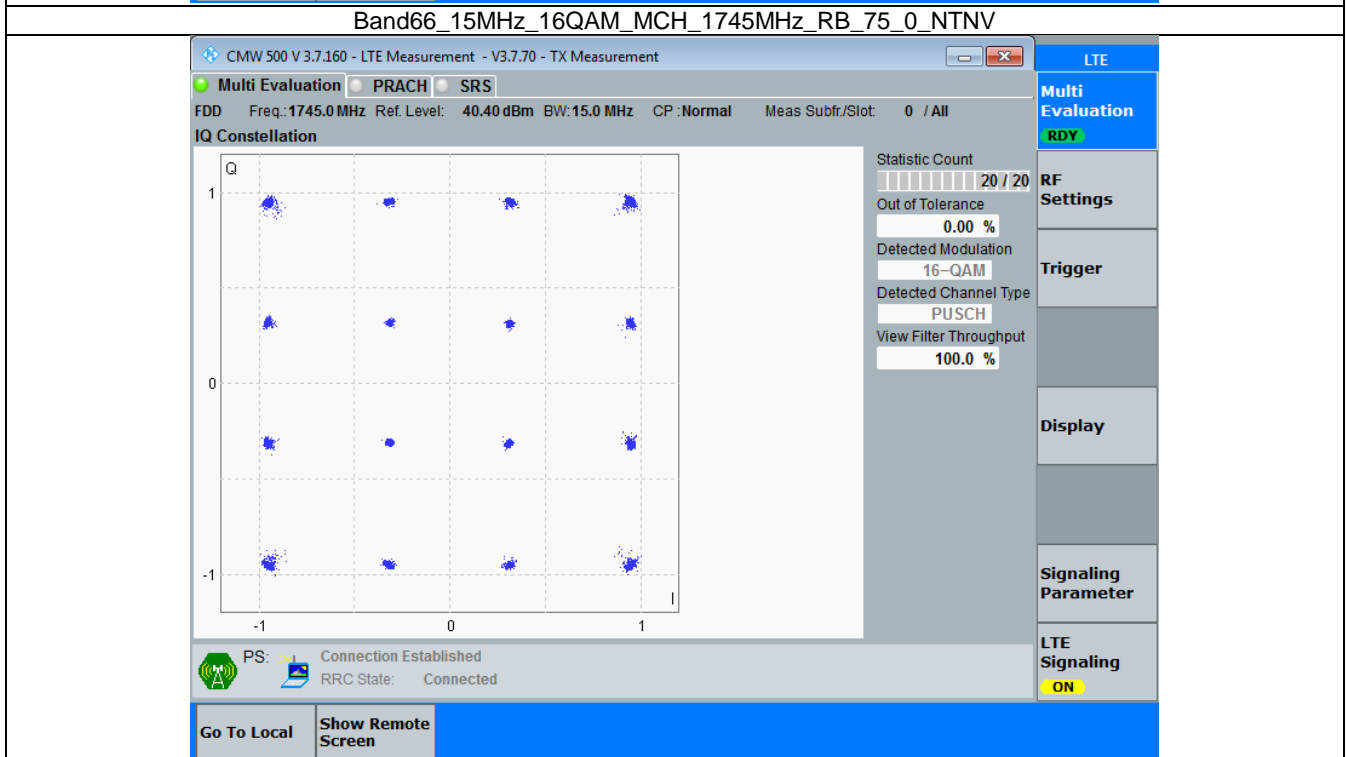 Band66_15MHz_16QAM_MCH_1745MHz_RB_75_0_NTNV
CMW 500 V 3.7.160 - LTE Measurement - V3.7.70 - TX Measurement
LTE
Multi Evaluation PRACH SRS
FDD Freq.: 1745.0 MHz Ref. Level: 40.40 dBm BW: 15.0 MHz CP : Normal Meas Subfr./Slot: 0 / All
IQ Constellation
Multi
Evaluation
RDY
Q
1
0
-1
I
-1 0 1
Statistic Count
20 / 20
Out of Tolerance
0.00 %
Detected Modulation
16-QAM
Detected Channel Type
PUSCH
View Filter Throughput
100.0 %
RF
Settings
Trigger
Display
Signaling
Parameter
LTE
Signaling
ON
PS:
Connection Established
RRC State: Connected
Go To Local
Show Remote
Screen